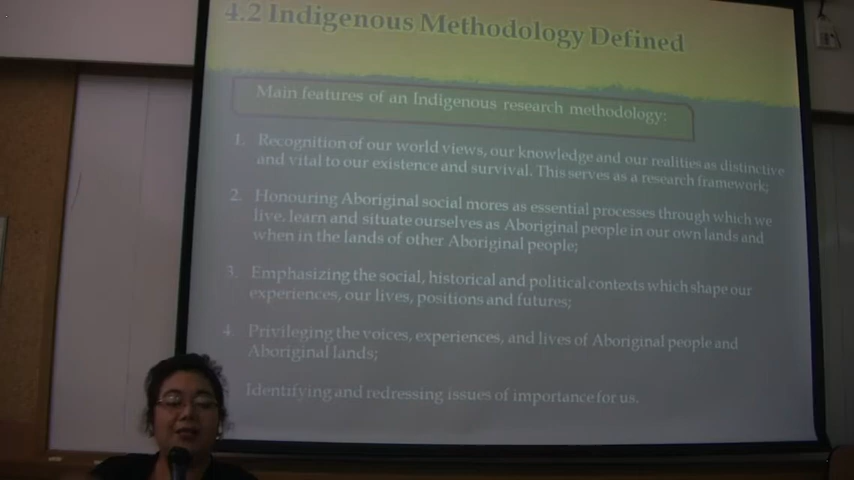 4.2 Indigenous Methodology Defined
Main features of an Indigenous research methodology:
1. Recognition of our world views, our knowledge and our realities as distinctive
and vital to our existence and survival. This serves as a research framework;
2. Honouring Aboriginal social mores as essential processes through which we
live, learn and situate ourselves as Aboriginal people in our own lands and
when in the lands of other Aboriginal people;
3. Emphasizing the social, historical and political contexts which shape our
experiences, our lives, positions and futures;
4. Privileging the voices, experiences, and lives of Aboriginal people and
Aboriginal lands;
Identifying and redressing issues of importance for us.